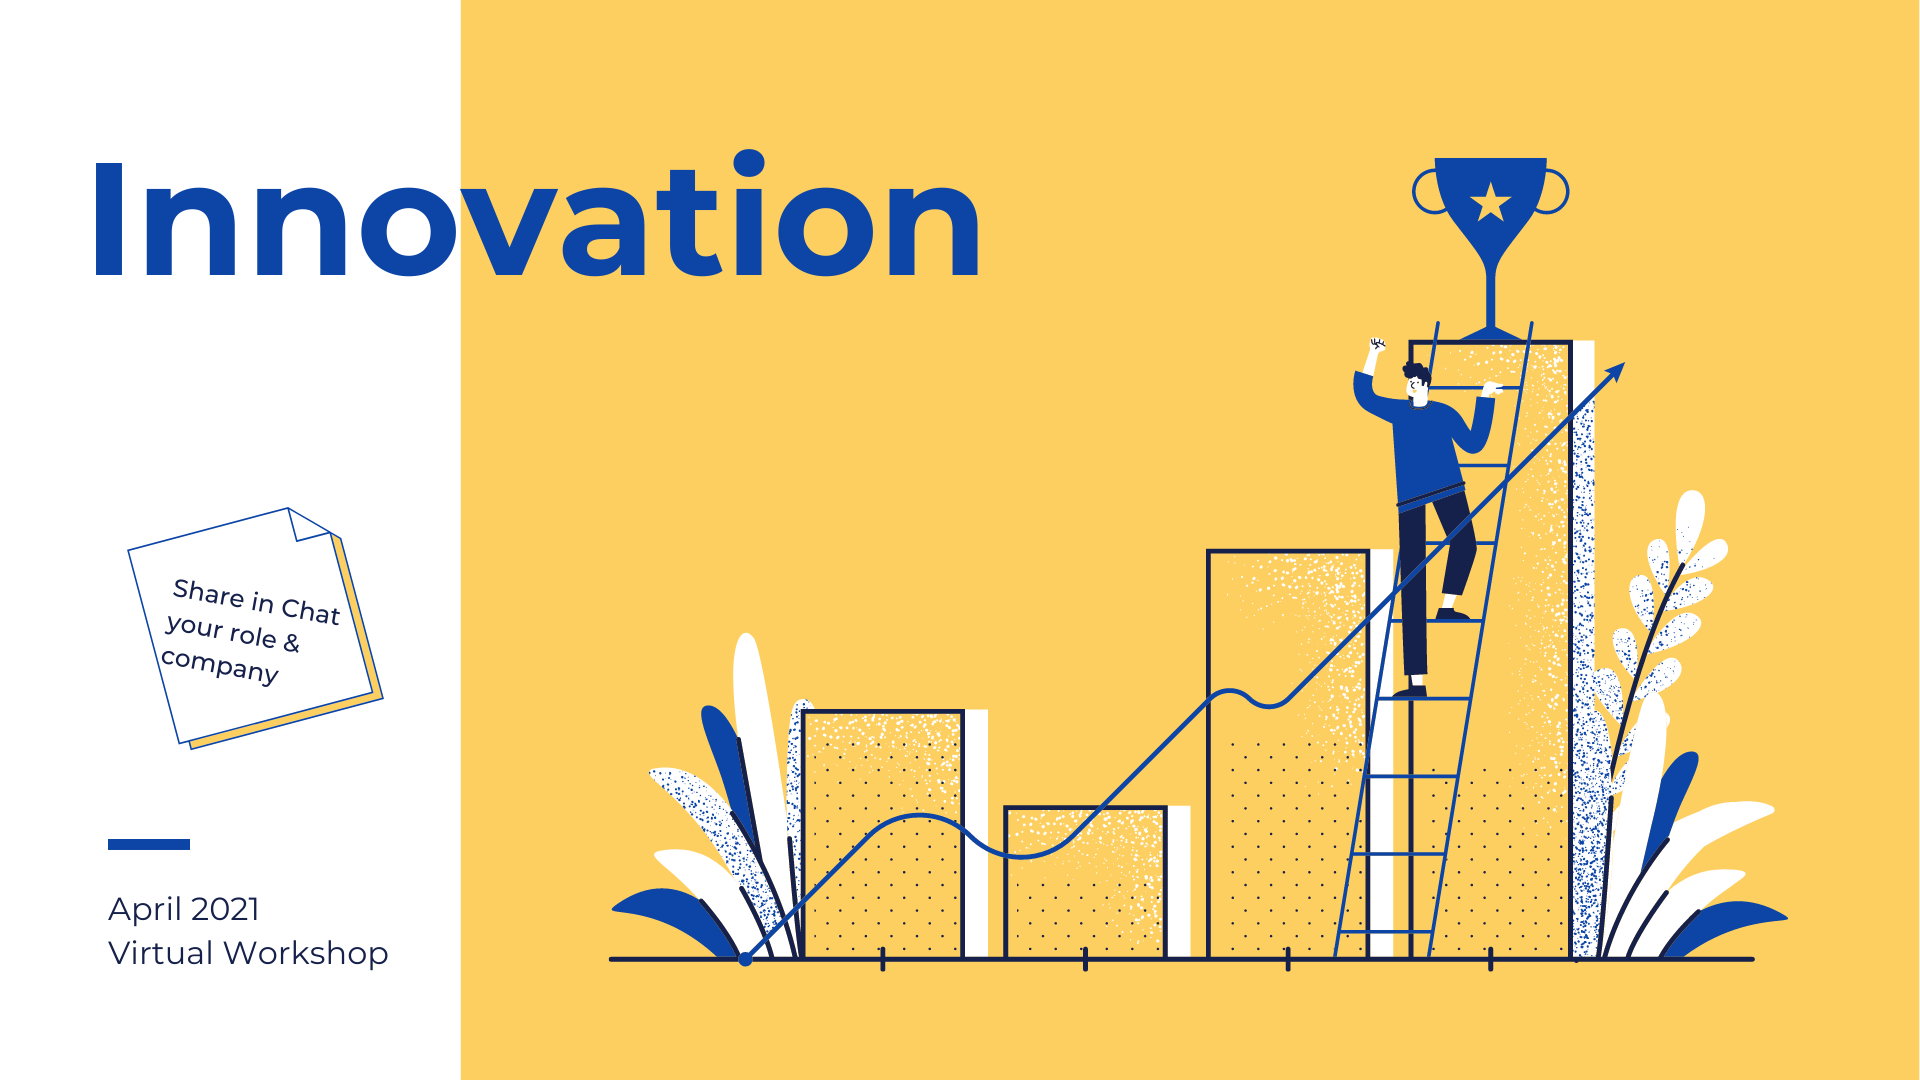 Innovation
Share in Chat
your role &
company
April 2021
Virtual Workshop